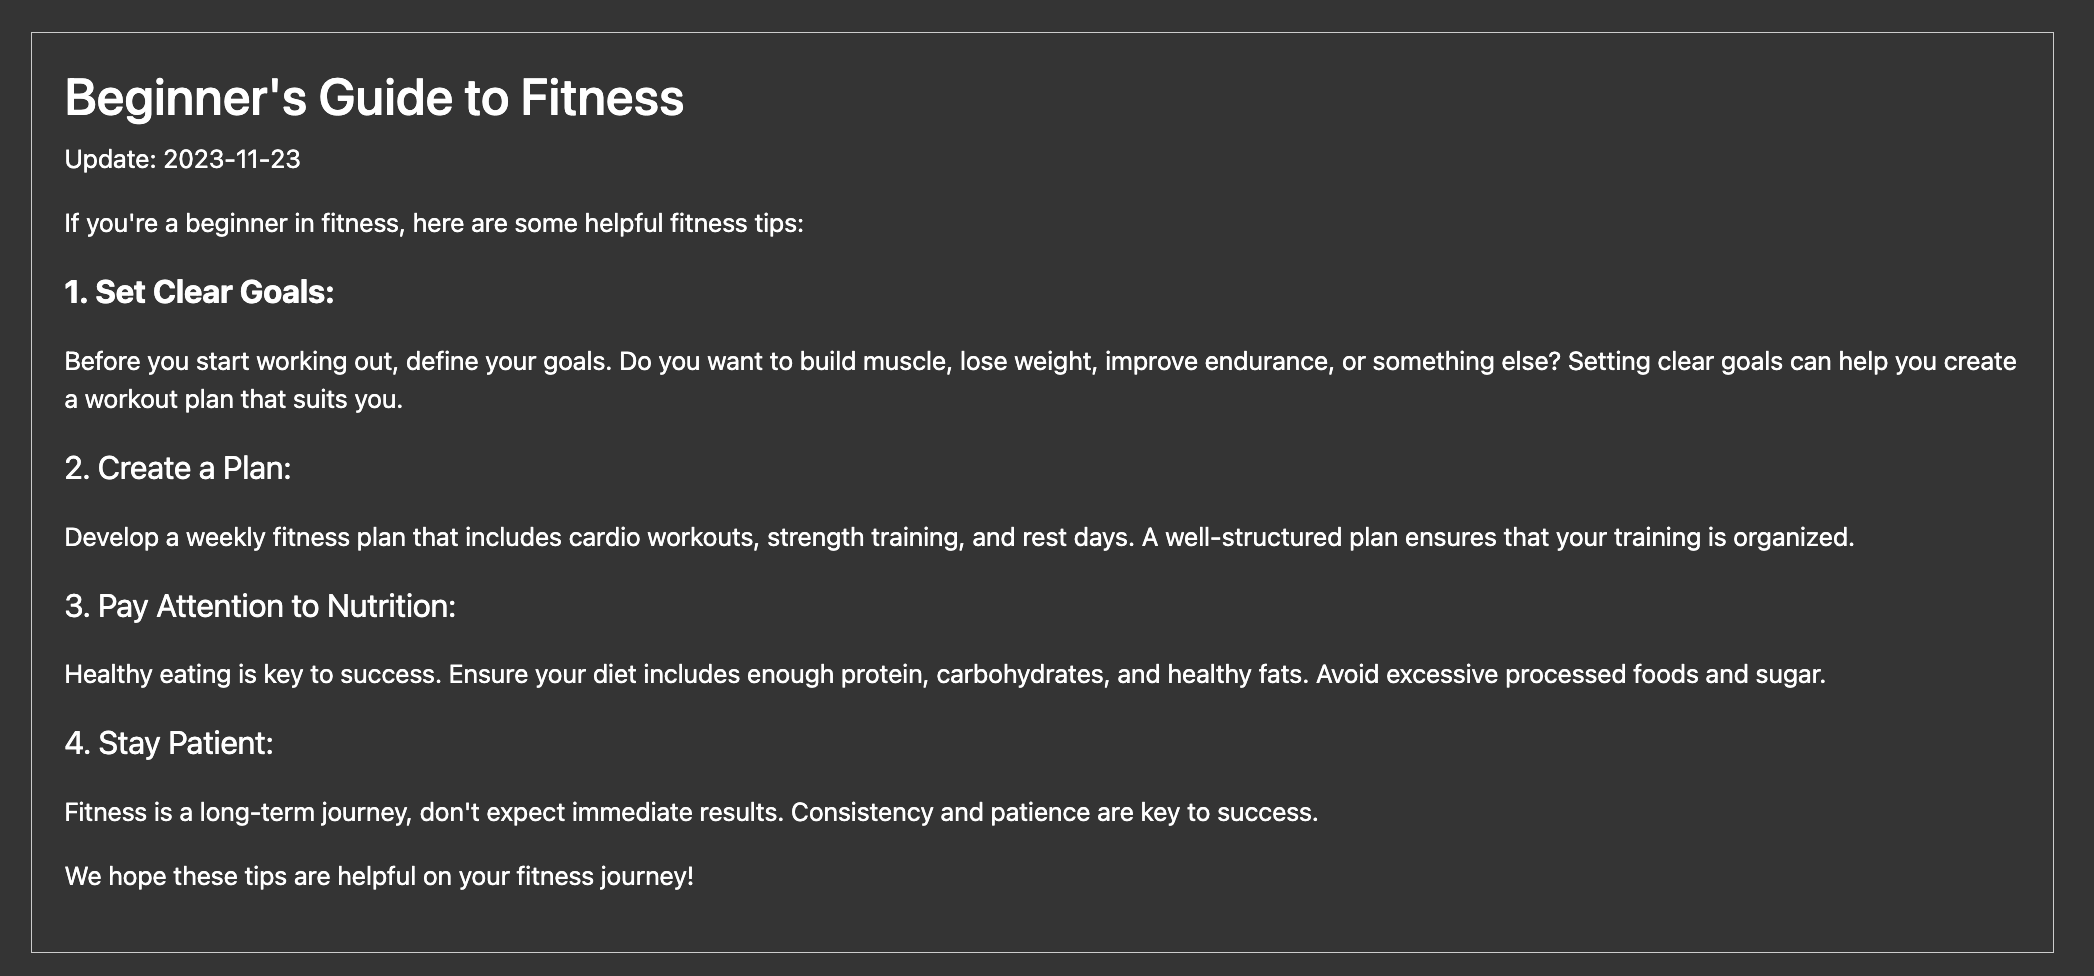 Beginner's Guide to Fitness
Update: 2023-11-23
If you're a beginner in fitness, here are some helpful fitness tips:
1. Set Clear Goals:
Before you start working out, define your goals. Do you want to build muscle, lose weight, improve endurance, or something else? Setting clear goals can help you create
a workout plan that suits you.
2. Create a Plan:
Develop a weekly fitness plan that includes cardio workouts, strength training, and rest days. A well-structured plan ensures that your training is organized.
3. Pay Attention to Nutrition:
Healthy eating is key to success. Ensure your diet includes enough protein, carbohydrates, and healthy fats. Avoid excessive processed foods and sugar.
4. Stay Patient:
Fitness is a long-term journey, don't expect immediate results. Consistency and patience are key to success.
We hope these tips are helpful on your fitness journey!